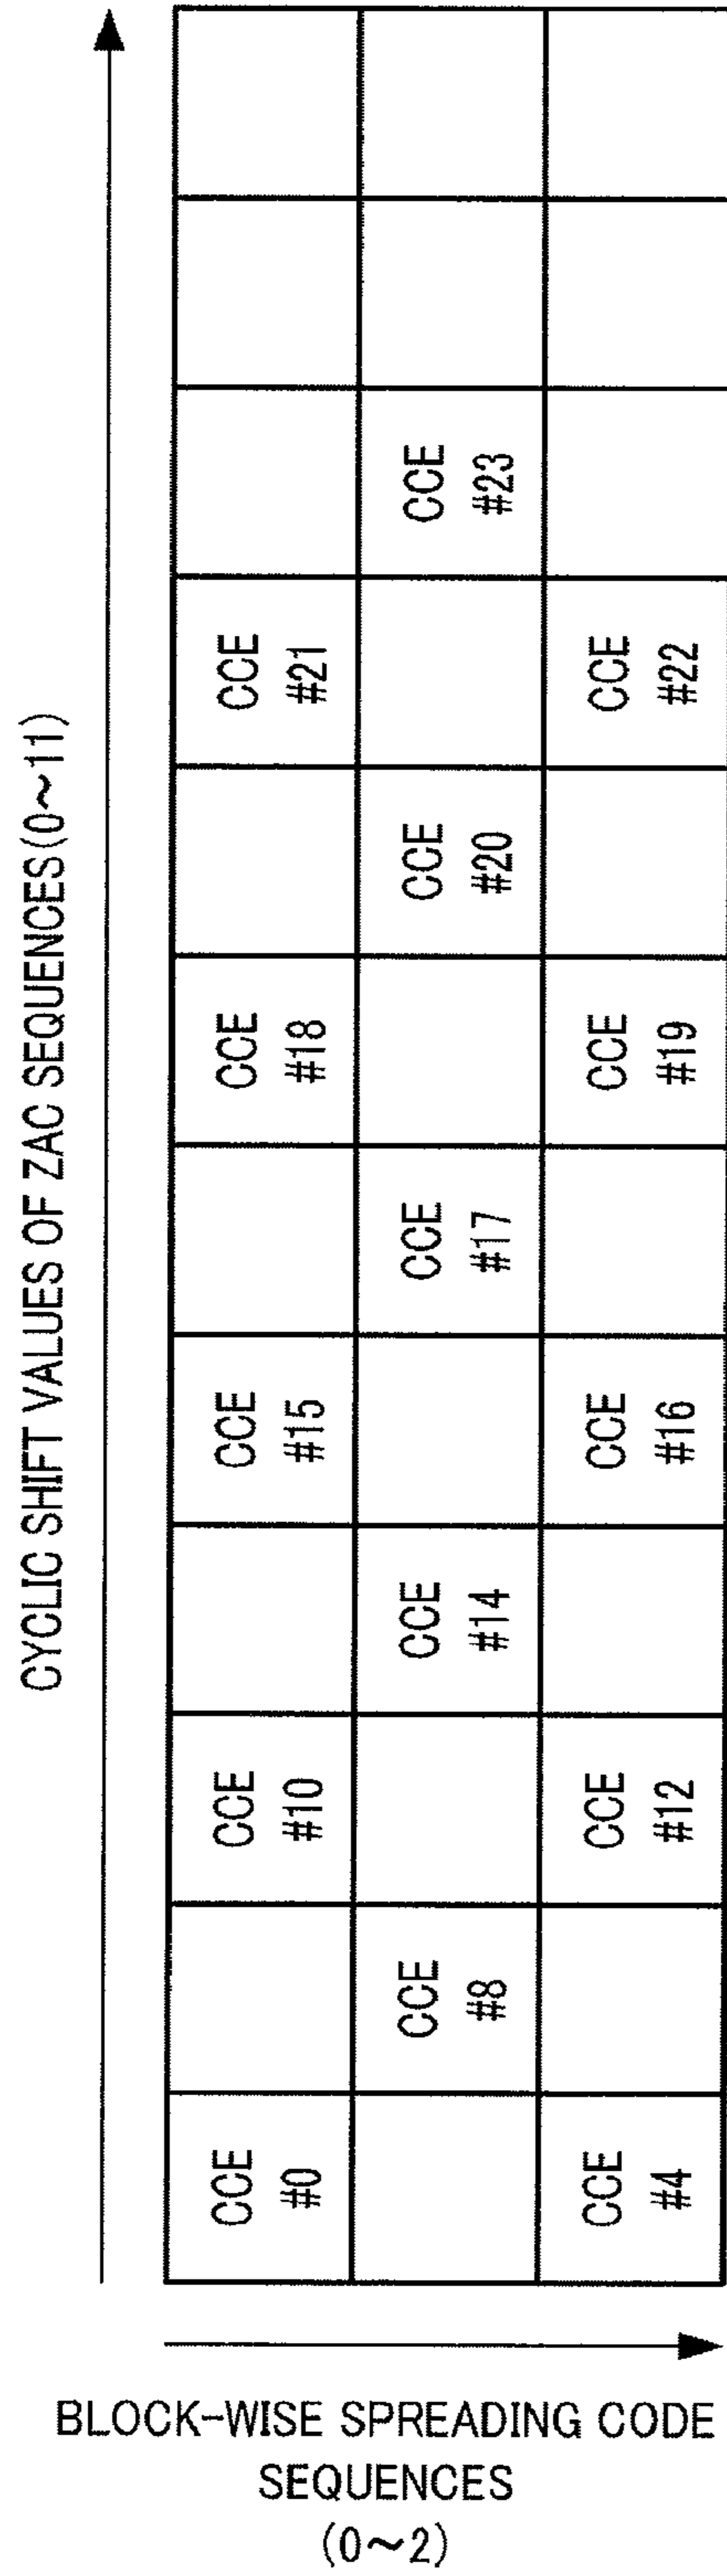 CYCLIC SHIFT VALUES OF ZAC SEQUENCES(0~11)
CCE
#0
CCE
#10
CCE
#15
CCE
#18
CCE
#21
CCE
#8
CCE
#14
CCE
#17
CCE
#20
CCE
#23
CCE
#4
CCE
#12
CCE
#16
CCE
#19
CCE
#22
BLOCK-WISE SPREADING CODE
SEQUENCES
(0~2)